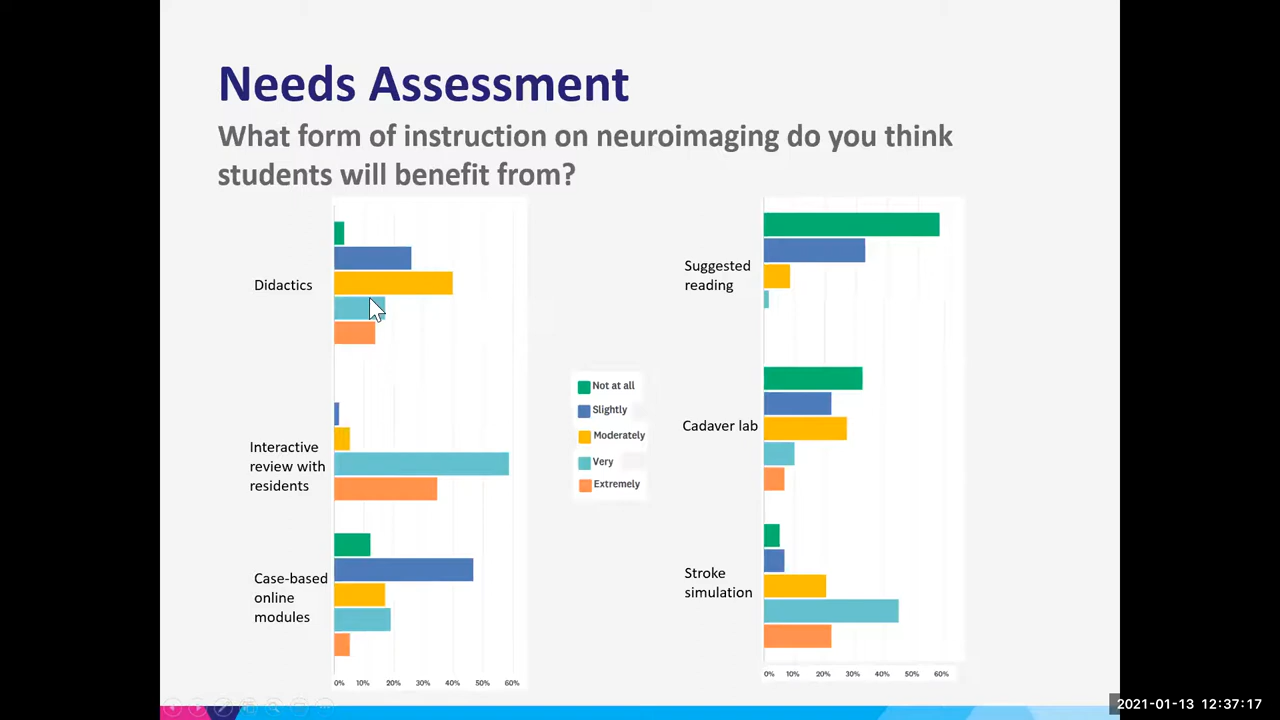 Needs Assessment
What form of instruction on neuroimaging do you think
students will benefit from?
Didactics
Interactive
review with
residents
Case-based
online
modules
0% 10% 20% 30% 40% 50% 60%
Not at all
Slightly
Moderately
Very
Extremely
Suggested
reading
Cadaver lab
Stroke
simulation
0% 10% 20% 30% 40% 50% 60%
2021-01-13 12:37:17